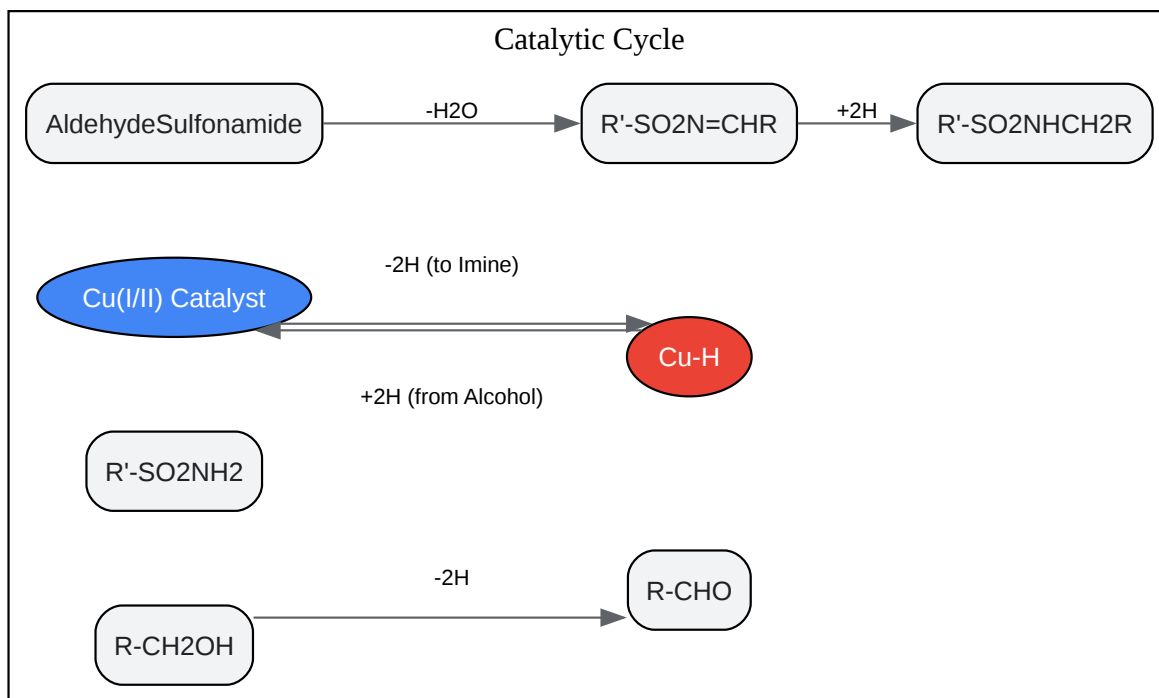 Catalytic Cycle
AldehydeSulfonamide
-H2O
R'-SO2N=CHR
+2H
R'-SO2NHCH2R
-2H (to Imine)
Cu(I/II) Catalyst
Cu-H
+2H (from Alcohol)
R'-SO2NH2
-2H
R-CHO
R-CH2OH